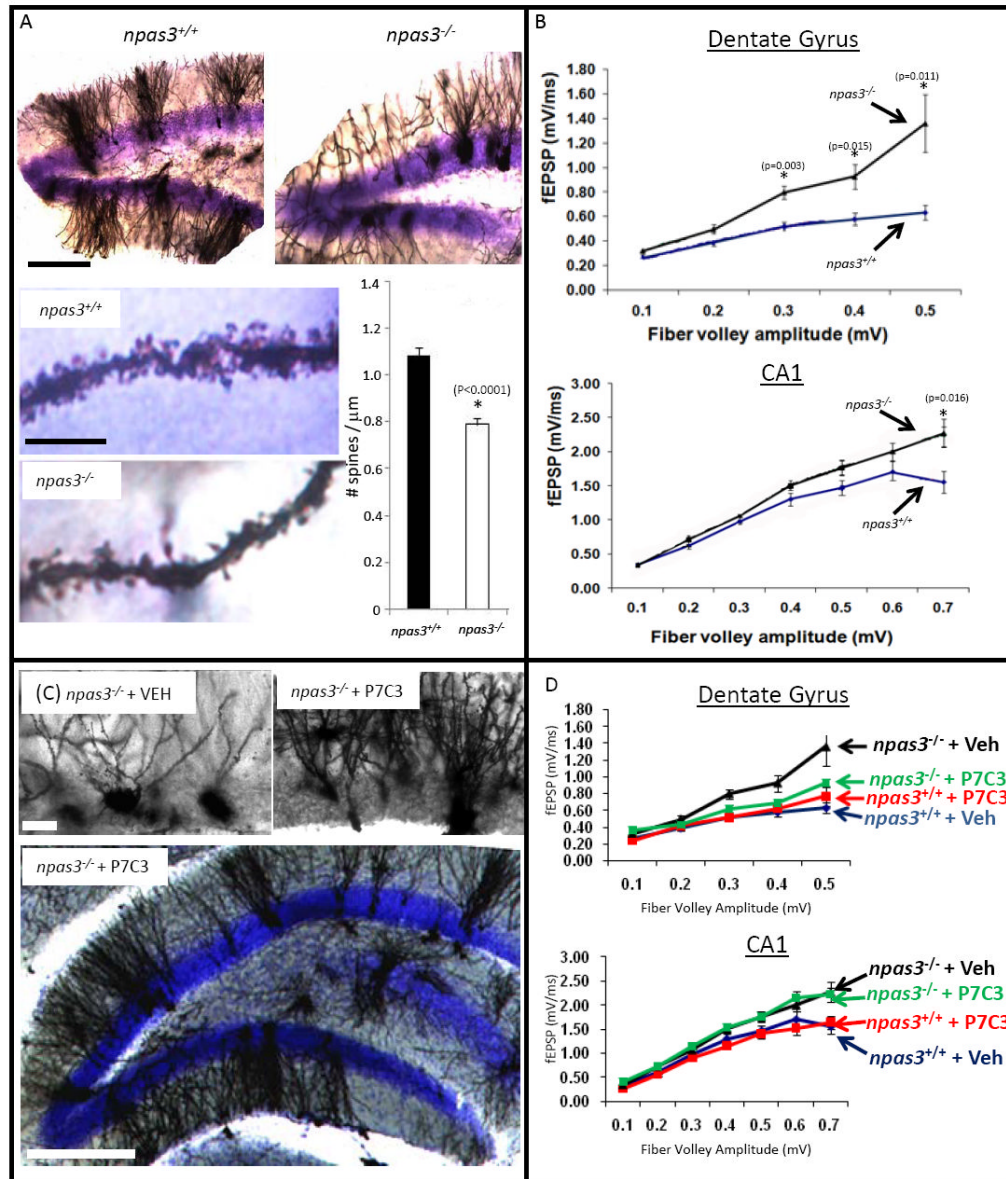 A
npas3+/+
npas3-/-
npas3+/+
npas3-/-
# spines / μm
1.4
1.2
1.0
0.8
0.6
0.4
0.2
0
(P<0.0001)
*
npas3+/+
npas3-/-
B
Dentate Gyrus
fEPSP (mV/ms)
1.80
1.60
1.40
1.20
1.00
0.80
0.60
0.40
0.20
0.00
(p=0.003)
*
(p=0.015)
*
(p=0.011)
*
npas3-/-
npas3+/+
0.1 0.2 0.3 0.4 0.5
Fiber volley amplitude (mV)
CA1
fEPSP (mV/ms)
3.00
2.50
2.00
1.50
1.00
0.50
0.00
(p=0.016)
*
npas3-/-
npas3+/+
0.1 0.2 0.3 0.4 0.5 0.6 0.7
Fiber volley amplitude (mV)
(C) npas3-/- + VEH
npas3-/- + P7C3
npas3-/- + P7C3
D
Dentate Gyrus
fEPSP (mV/ms)
1.80
1.60
1.40
1.20
1.00
0.80
0.60
0.40
0.20
0.00
npas3-/- + Veh
npas3-/- + P7C3
npas3+/+ + P7C3
npas3+/+ + Veh
0.1 0.2 0.3 0.4 0.5
Fiber Volley Amplitude (mV)
CA1
fEPSP (mV/ms)
3.00
2.50
2.00
1.50
1.00
0.50
0.00
npas3-/- + Veh
npas3-/- + P7C3
npas3+/+ + P7C3
npas3+/+ + Veh
0.1 0.2 0.3 0.4 0.5 0.6 0.7
Fiber Volley Amplitude (mV)